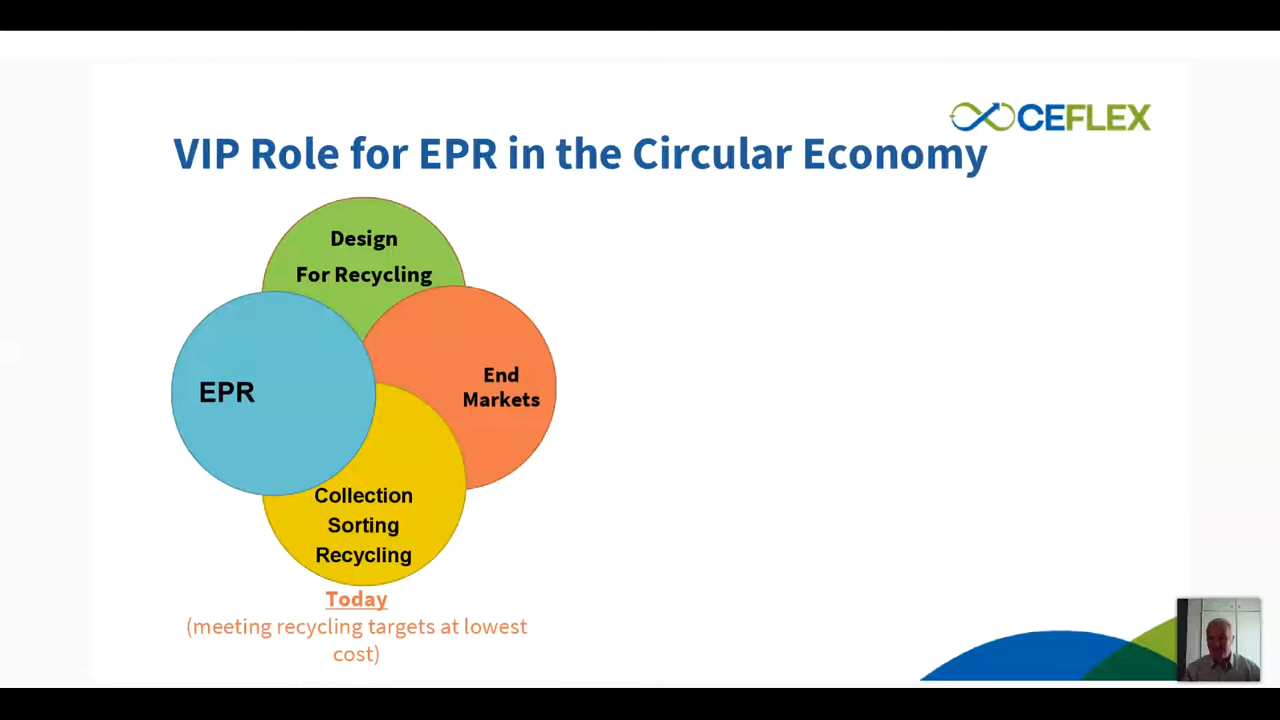 CEFLEX
VIP Role for EPR in the Circular Economy
Design
For Recycling
EPR
End
Markets
Collection
Sorting
Recycling
Today
(meeting recycling targets at lowest
cost)